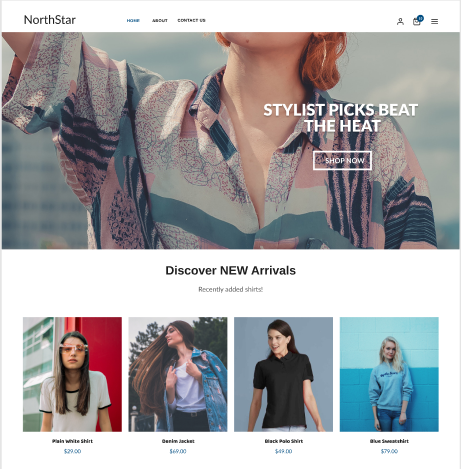 NorthStar
HOME ABOUT CONTACT US
STYLIST PICKS BEAT
THE HEAT
SHOP NOW
Discover NEW Arrivals
Recently added shirts!
Plain White Shirt
$29.00
Denim Jacket
$69.00
Black Polo Shirt
$49.00
Blue Sweatshirt
$79.00